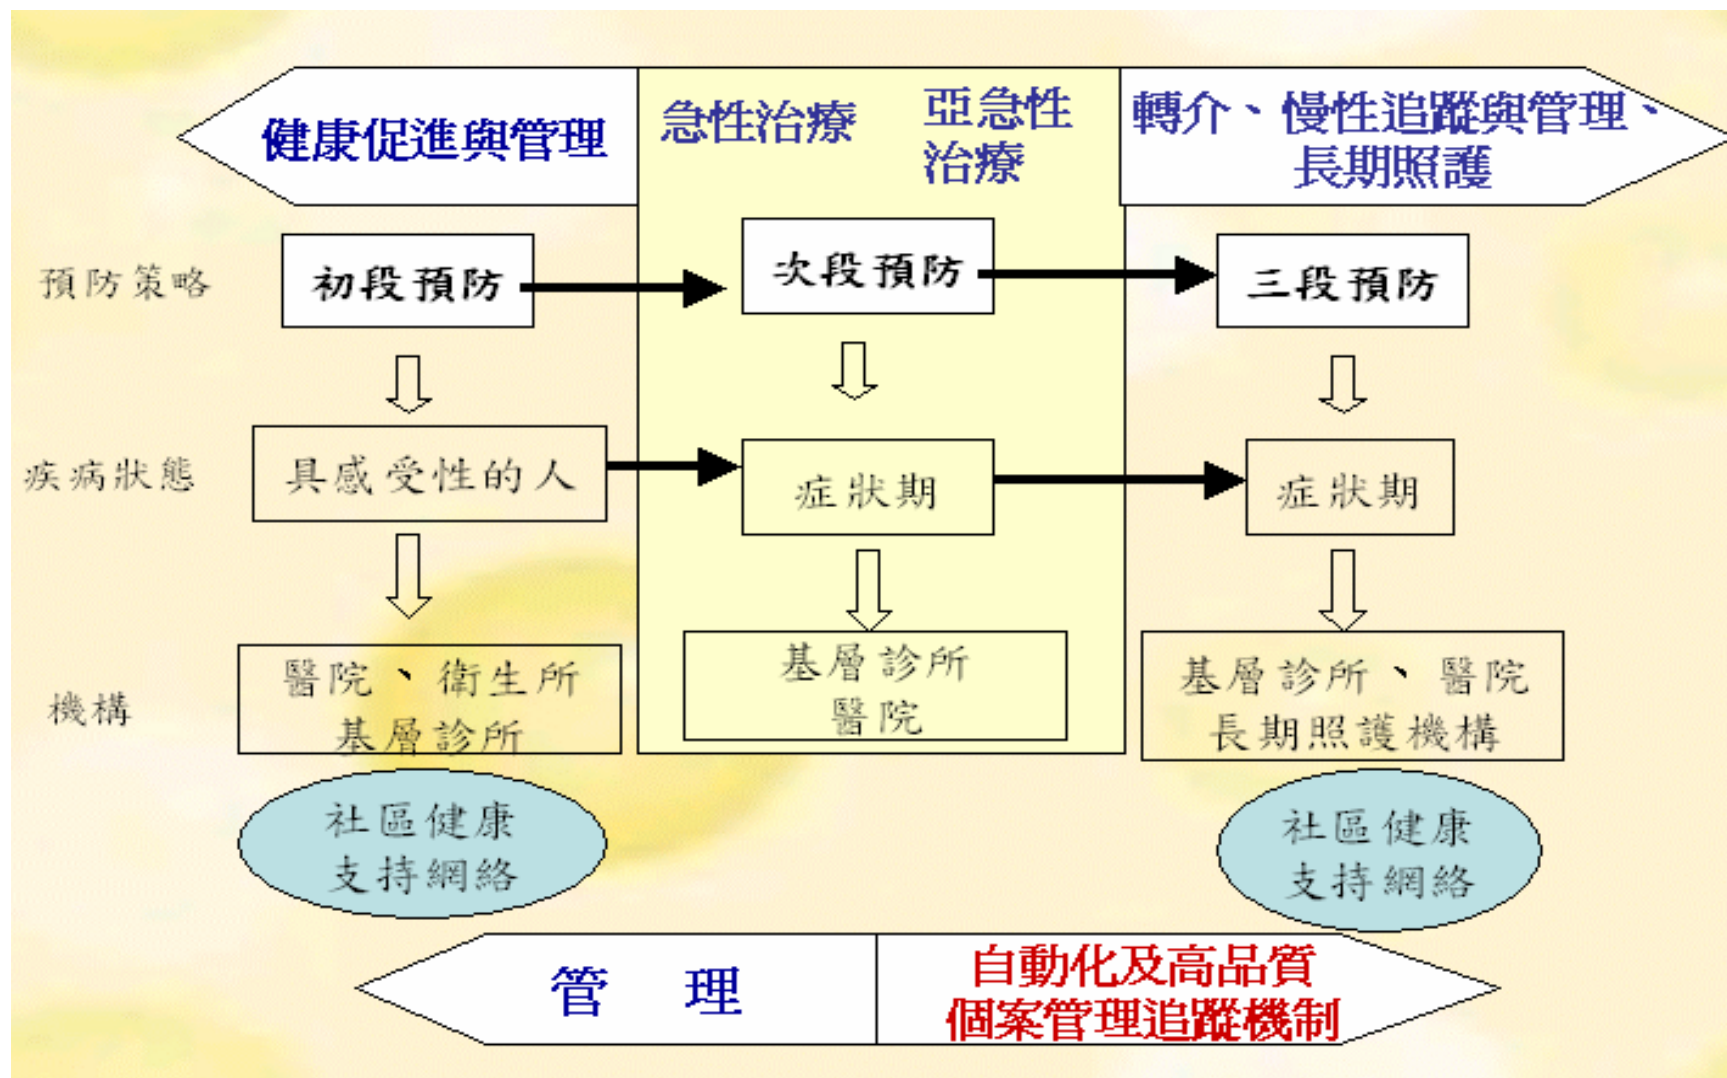 健康促進與管理
急性治療
亞急性
治療
轉介、慢性追蹤與管理、
長期照護
預防策略
初段預防
次段預防
三段預防
疾病狀態
具感受性的人
症狀期
症狀期
機構
醫院、衛生所
基層診所
基層診所
醫院
基層診所、醫院
長期照護機構
社區健康
支持網絡
社區健康
支持網絡
管 理
自動化及高品質
個案管理追蹤機制